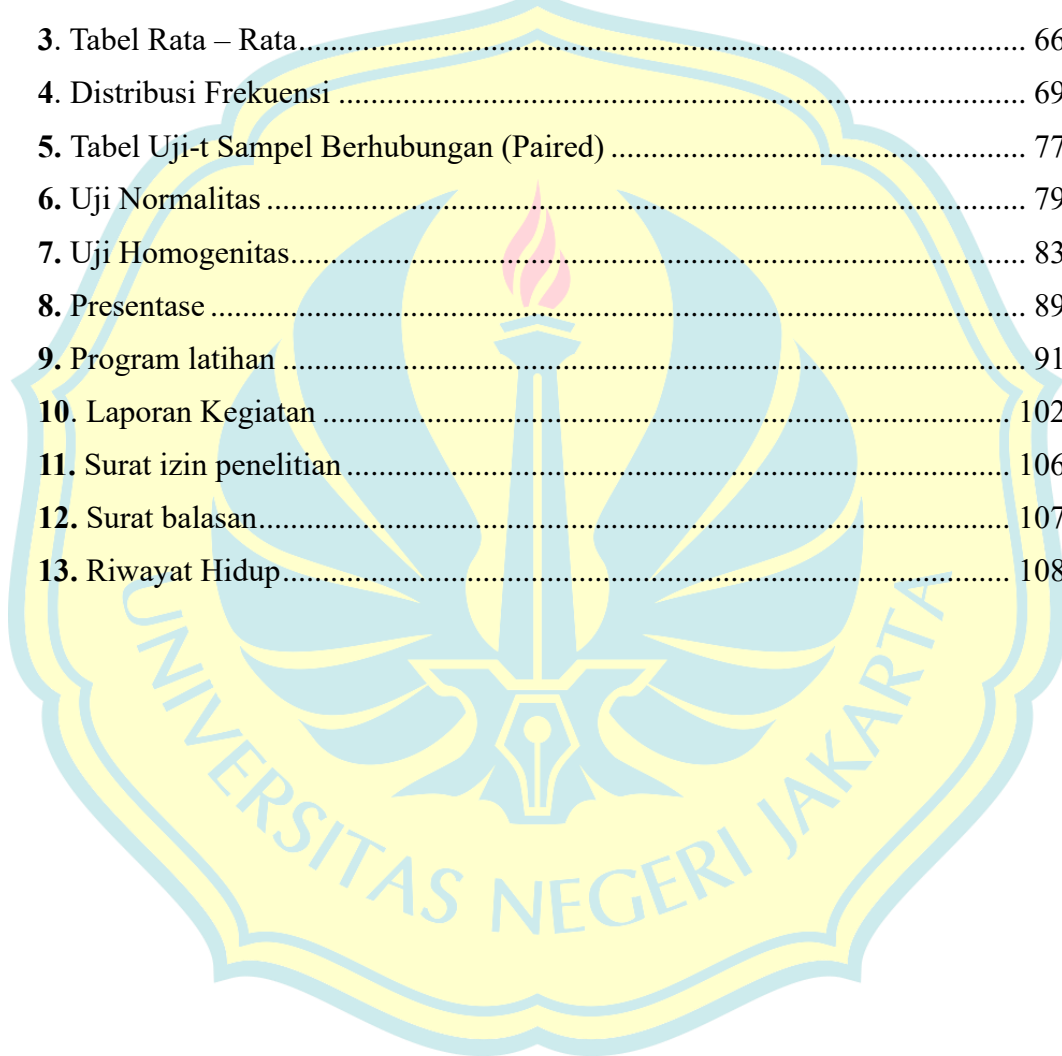 3. Tabel Rata – Rata........................................................................................... 66
4. Distribusi Frekuensi ...................................................................................... 69
5. Tabel Uji-t Sampel Berhubungan (Paired) .................................................... 77
6. Uji Normalitas ............................................................................................... 79
7. Uji Homogenitas............................................................................................ 83
8. Presentase ...................................................................................................... 89
9. Program latihan ............................................................................................. 91
10. Laporan Kegiatan ...................................................................................... 102
11. Surat izin penelitian ................................................................................... 106
12. Surat balasan.............................................................................................. 107
13. Riwayat Hidup........................................................................................... 108
UNIVERSITAS NEGERI JAKARTA